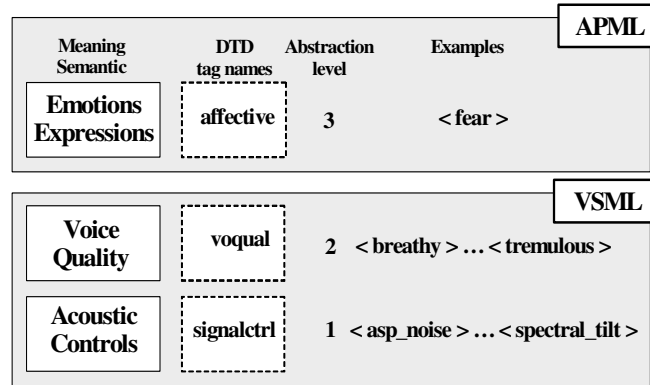 APML
Meaning Semantic
DTD tag names
Abstraction level
Examples
Emotions Expressions
affective
3
< fear >
VSML
Voice Quality
voqual
2
< breathy > ... < tremulous >
Acoustic Controls
signalctrl
1
< asp_noise > ... < spectral_tilt >